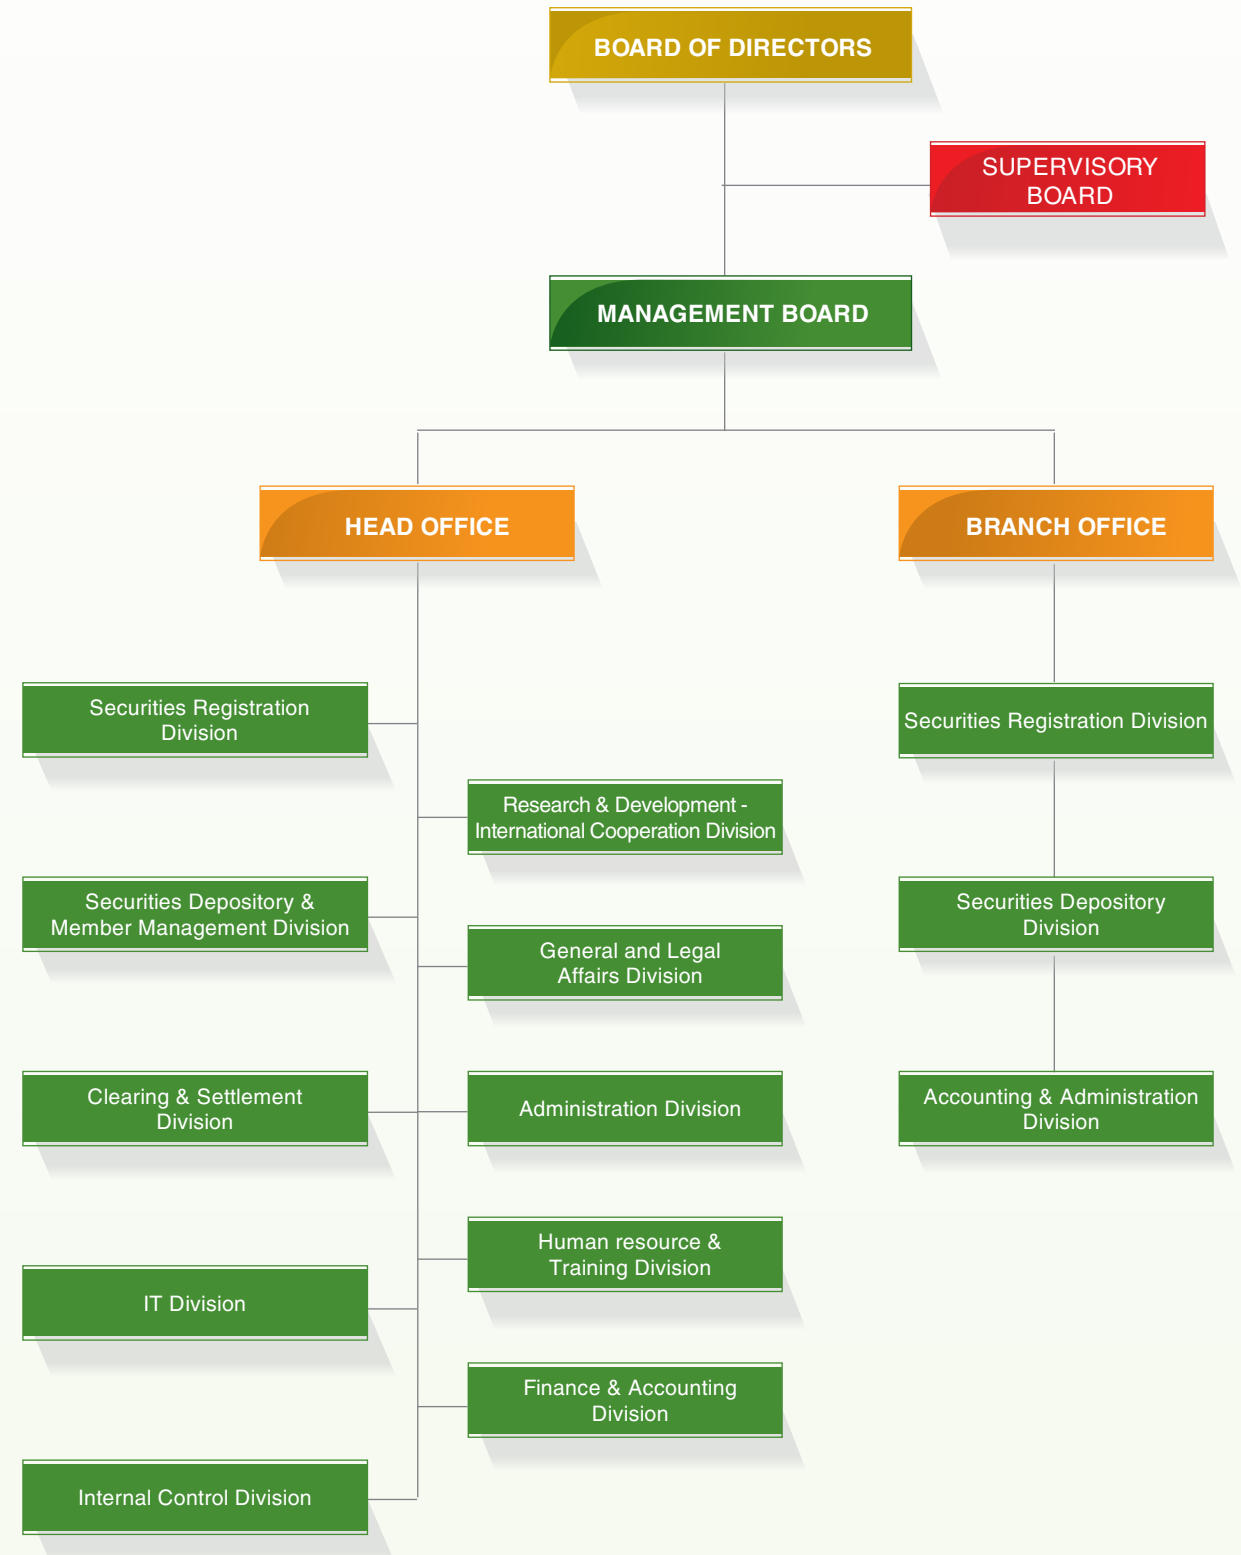 BOARD OF DIRECTORS
SUPERVISORY
BOARD
MANAGEMENT BOARD
HEAD OFFICE
BRANCH OFFICE
Securities Registration
Division
Securities Registration Division
Research & Development -
International Cooperation Division
Securities Depository &
Member Management Division
Securities Depository
Division
General and Legal
Affairs Division
Clearing & Settlement
Division
Administration Division
Accounting & Administration
Division
Human resource &
Training Division
IT Division
Finance & Accounting
Division
Internal Control Division